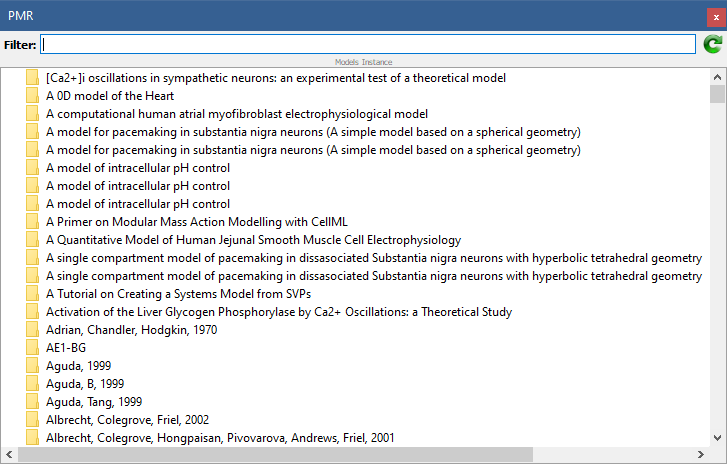 PMR
x
Filter:
Models Instance
[Ca2+]i oscillations in sympathetic neurons: an experimental test of a theoretical model
A 0D model of the Heart
A computational human atrial myofibroblast electrophysiological model
A model for pacemaking in substantia nigra neurons (A simple model based on a spherical geometry)
A model for pacemaking in substantia nigra neurons (A simple model based on a spherical geometry)
A model of intracellular pH control
A model of intracellular pH control
A model of intracellular pH control
A Primer on Modular Mass Action Modelling with CellML
A Quantitative Model of Human Jejunal Smooth Muscle Cell Electrophysiology
A single compartment model of pacemaking in dissasociated Substantia nigra neurons with hyperbolic tetrahedral geometry
A single compartment model of pacemaking in dissasociated Substantia nigra neurons with hyperbolic tetrahedral geometry
A Tutorial on Creating a Systems Model from SVPs
Activation of the Liver Glycogen Phosphorylase by Ca2+ Oscillations: a Theoretical Study
Adrian, Chandler, Hodgkin, 1970
AE1-BG
Aguda, 1999
Aguda, B, 1999
Aguda, Tang, 1999
Albrecht, Colegrove, Friel, 2002
Albrecht, Colegrove, Hongpaisan, Pivovarova, Andrews, Friel, 2001